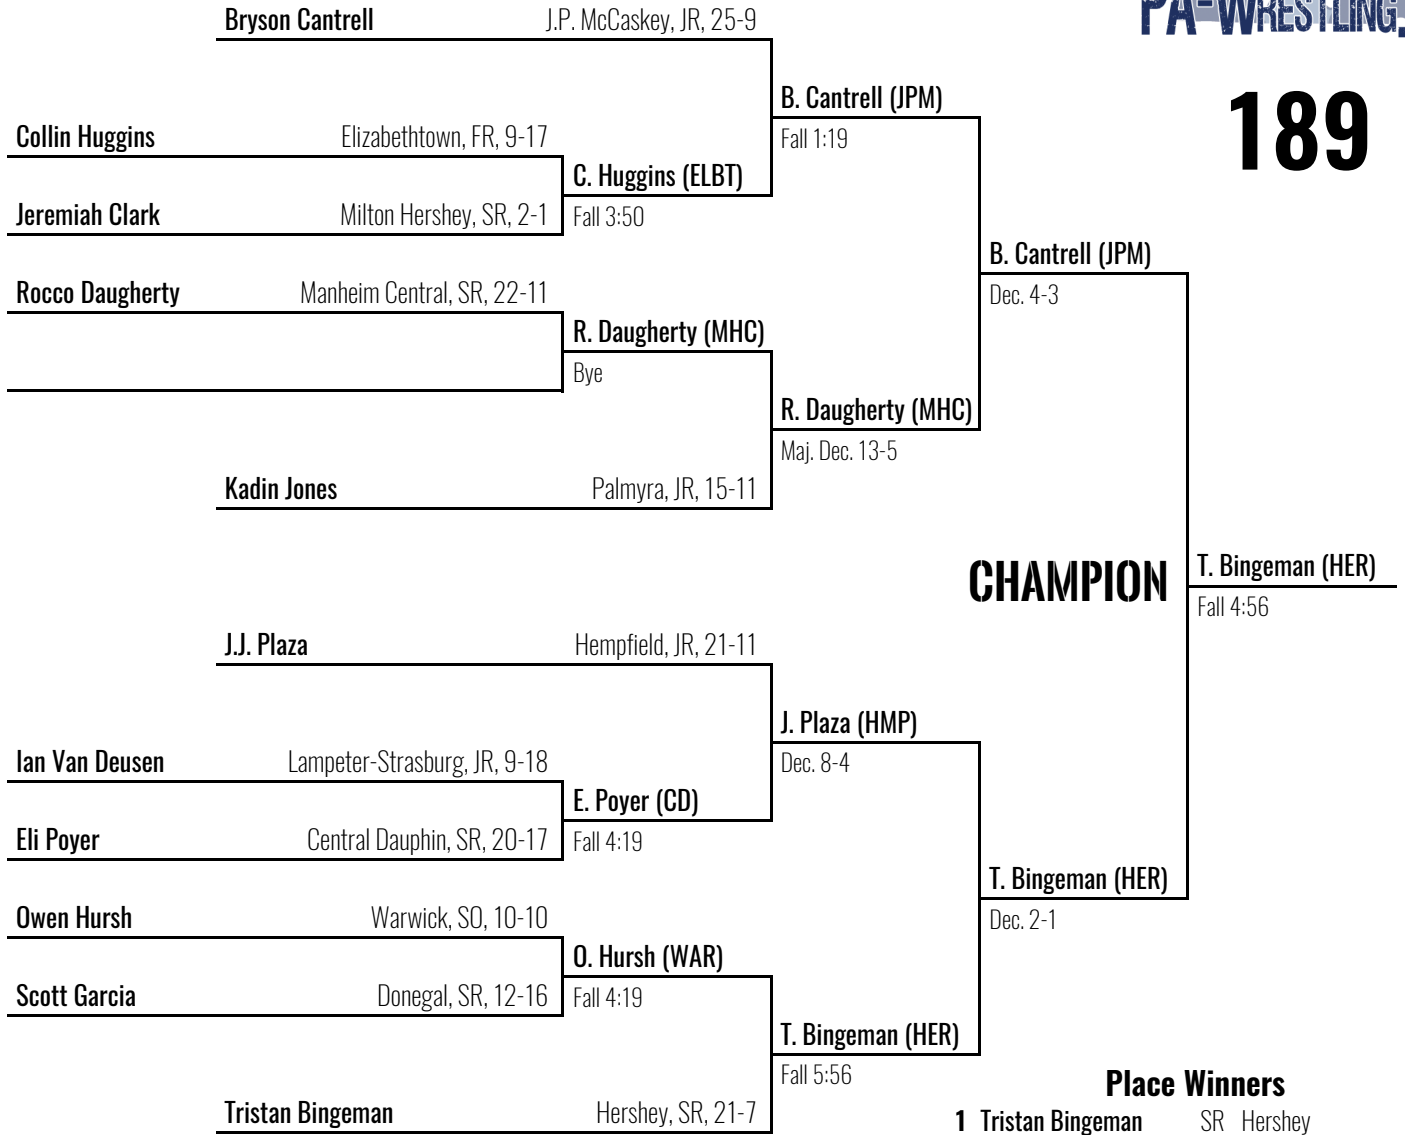 PA-WRESTLING.
189
Bryson Cantrell J.P. McCaskey, JR, 25-9
B. Cantrell (JPM)
Fall 1:19
Collin Huggins Elizabethtown, FR, 9-17
C. Huggins (ELBT)
Fall 3:50
Jeremiah Clark Milton Hershey, SR, 2-1
B. Cantrell (JPM)
Dec. 4-3
Rocco Daugherty Manheim Central, SR, 22-11
R. Daugherty (MHC)
Bye
R. Daugherty (MHC)
Maj. Dec. 13-5
Kadin Jones Palmyra, JR, 15-11
CHAMPION
T. Bingeman (HER)
Fall 4:56
J.J. Plaza Hempfield, JR, 21-11
J. Plaza (HMP)
Dec. 8-4
Ian Van Deusen Lampeter-Strasburg, JR, 9-18
E. Poyer (CD)
Fall 4:19
Eli Poyer Central Dauphin, SR, 20-17
T. Bingeman (HER)
Dec. 2-1
Owen Hursh Warwick, SO, 10-10
O. Hursh (WAR)
Fall 4:19
Scott Garcia Donegal, SR, 12-16
T. Bingeman (HER)
Fall 5:56
Tristan Bingeman Hershey, SR, 21-7
Place Winners
1 Tristan Bingeman SR Hershey